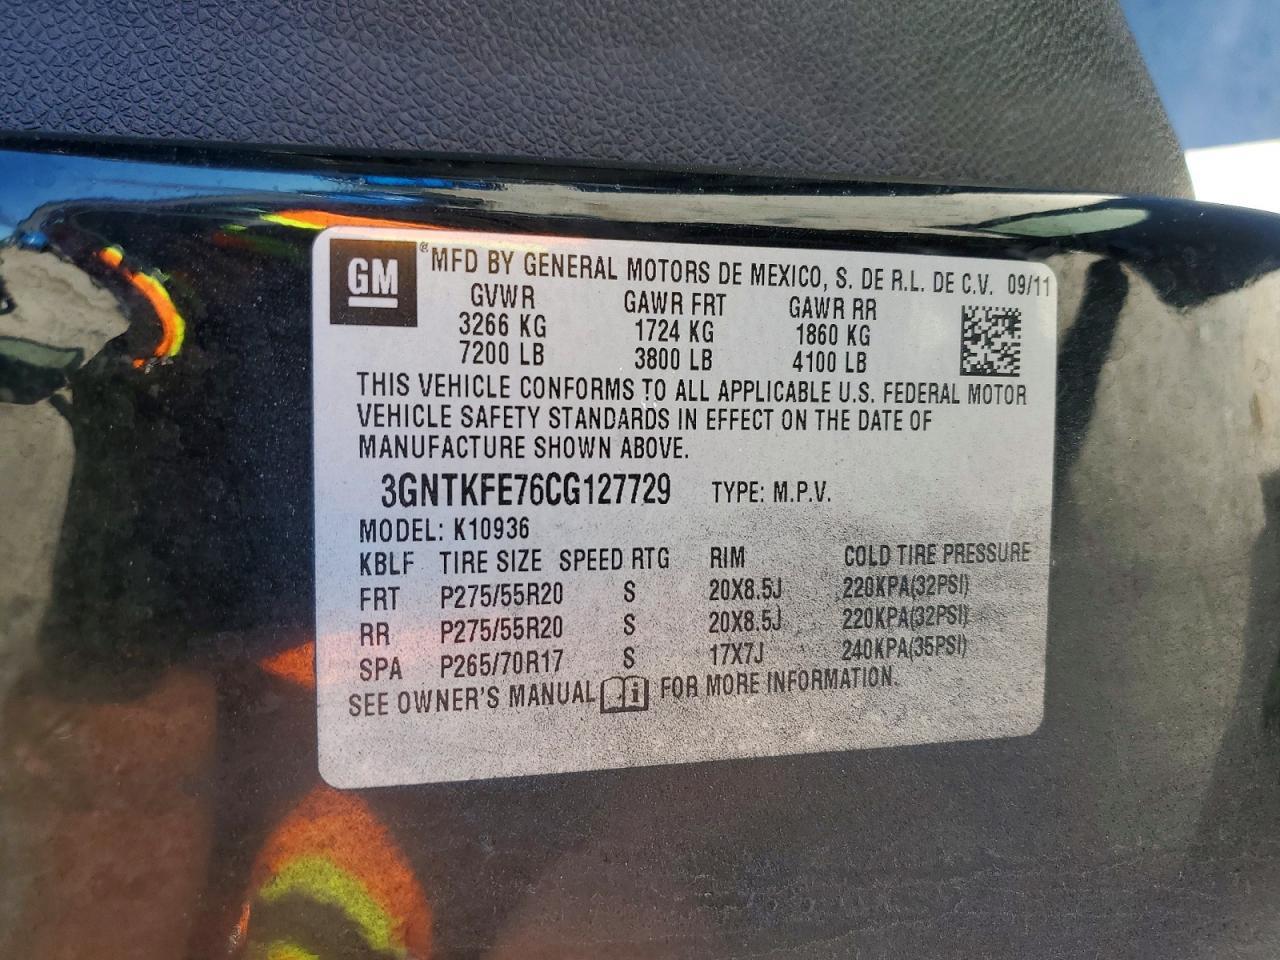 GM ® MFD BY GENERAL MOTORS DE MEXICO, S. DE R.L. DE C.V. 09/11
GVWR GAWR FRT GAWR RR
3266 KG 1724 KG 1860 KG
7200 LB 3800 LB 4100 LB
THIS VEHICLE CONFORMS TO ALL APPLICABLE U.S. FEDERAL MOTOR
VEHICLE SAFETY STANDARDS IN EFFECT ON THE DATE OF
MANUFACTURE SHOWN ABOVE.
3GNTKFE76CG127729 TYPE: M.P.V.
MODEL: K10936
KBLF TIRE SIZE SPEED RTG RIM COLD TIRE PRESSURE
FRT P275/55R20 S 20X8.5J 220KPA(32PSI)
RR P275/55R20 S 20X8.5J 220KPA(32PSI)
SPA P265/70R17 S 17X7J 240KPA(35PSI)
SEE OWNER'S MANUAL i FOR MORE INFORMATION.